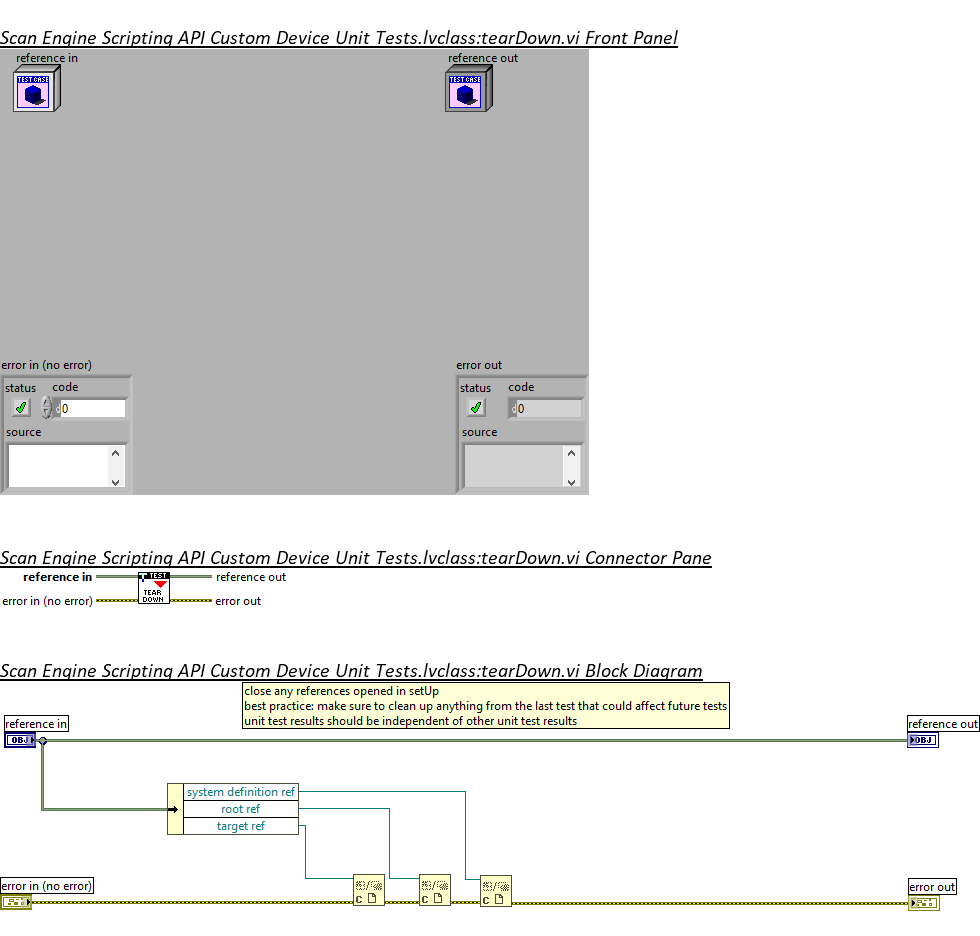 Scan Engine Scripting API Custom Device Unit Tests.lvclass:tearDown.vi Front Panel
reference in
reference out
TEST CASE
TEST CASE
error in (no error)
error out
status
code
status
code
d0
d0
source
source
Scan Engine Scripting API Custom Device Unit Tests.lvclass:tearDown.vi Connector Pane
reference in
TEST
reference out
TEAR
error in (no error)
DOWN
error out
Scan Engine Scripting API Custom Device Unit Tests.lvclass:tearDown.vi Block Diagram
close any references opened in setUp
best practice: make sure to clean up anything from the last test that could affect future tests
unit test results should be independent of other unit test results
reference in
reference out
OBJ
OBJ
system definition ref
root ref
target ref
error in (no error)
error out
C
C
C